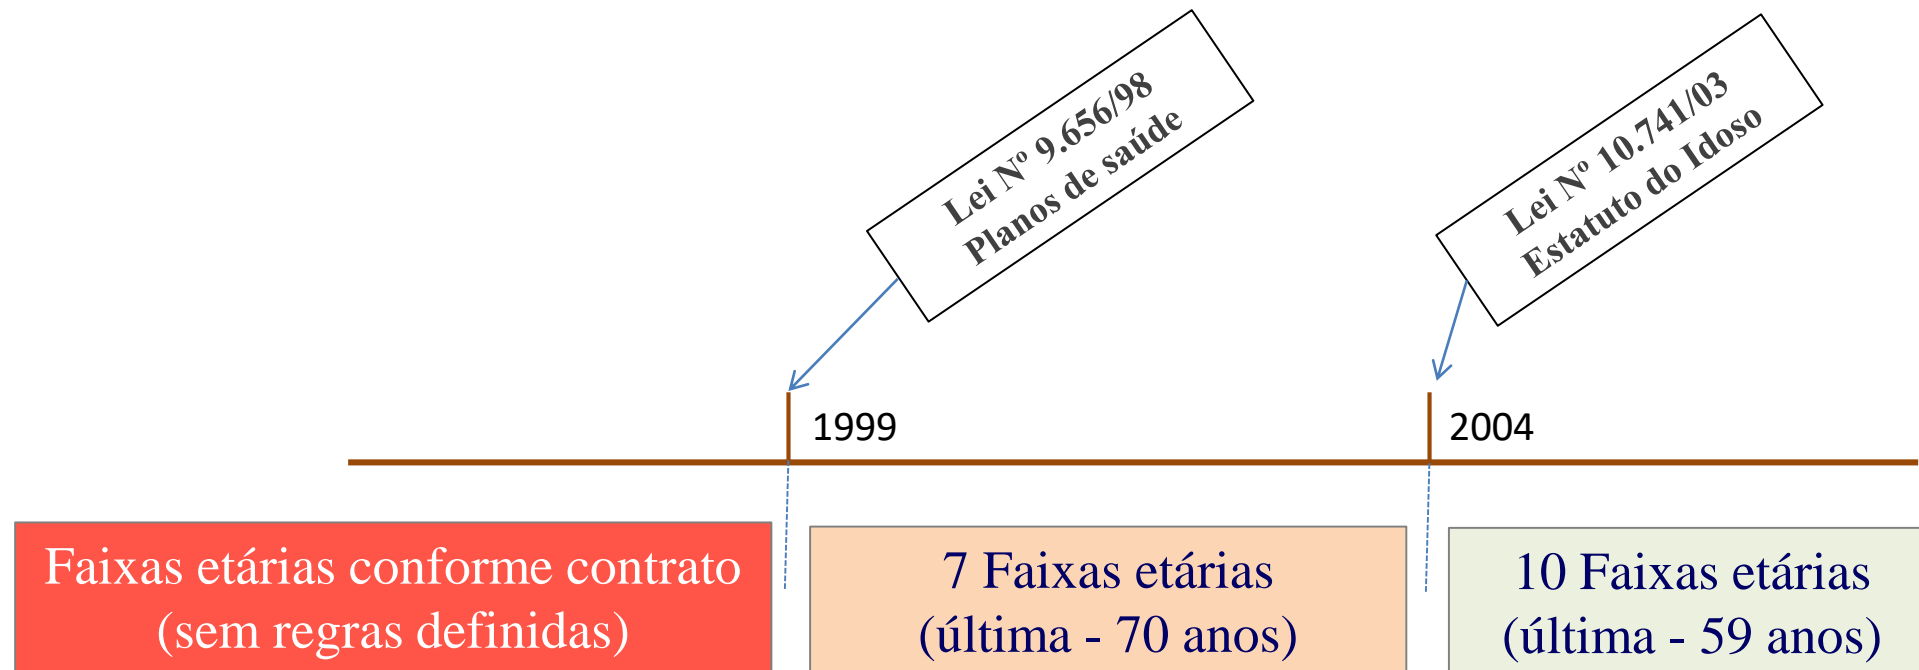 Lei Nº 9.656/98
Planos de saúde
Lei Nº 10.741/03
Estatuto do Idoso
1999
2004
Faixas etárias conforme contrato
(sem regras definidas)
7 Faixas etárias
(última - 70 anos)
10 Faixas etárias
(última - 59 anos)